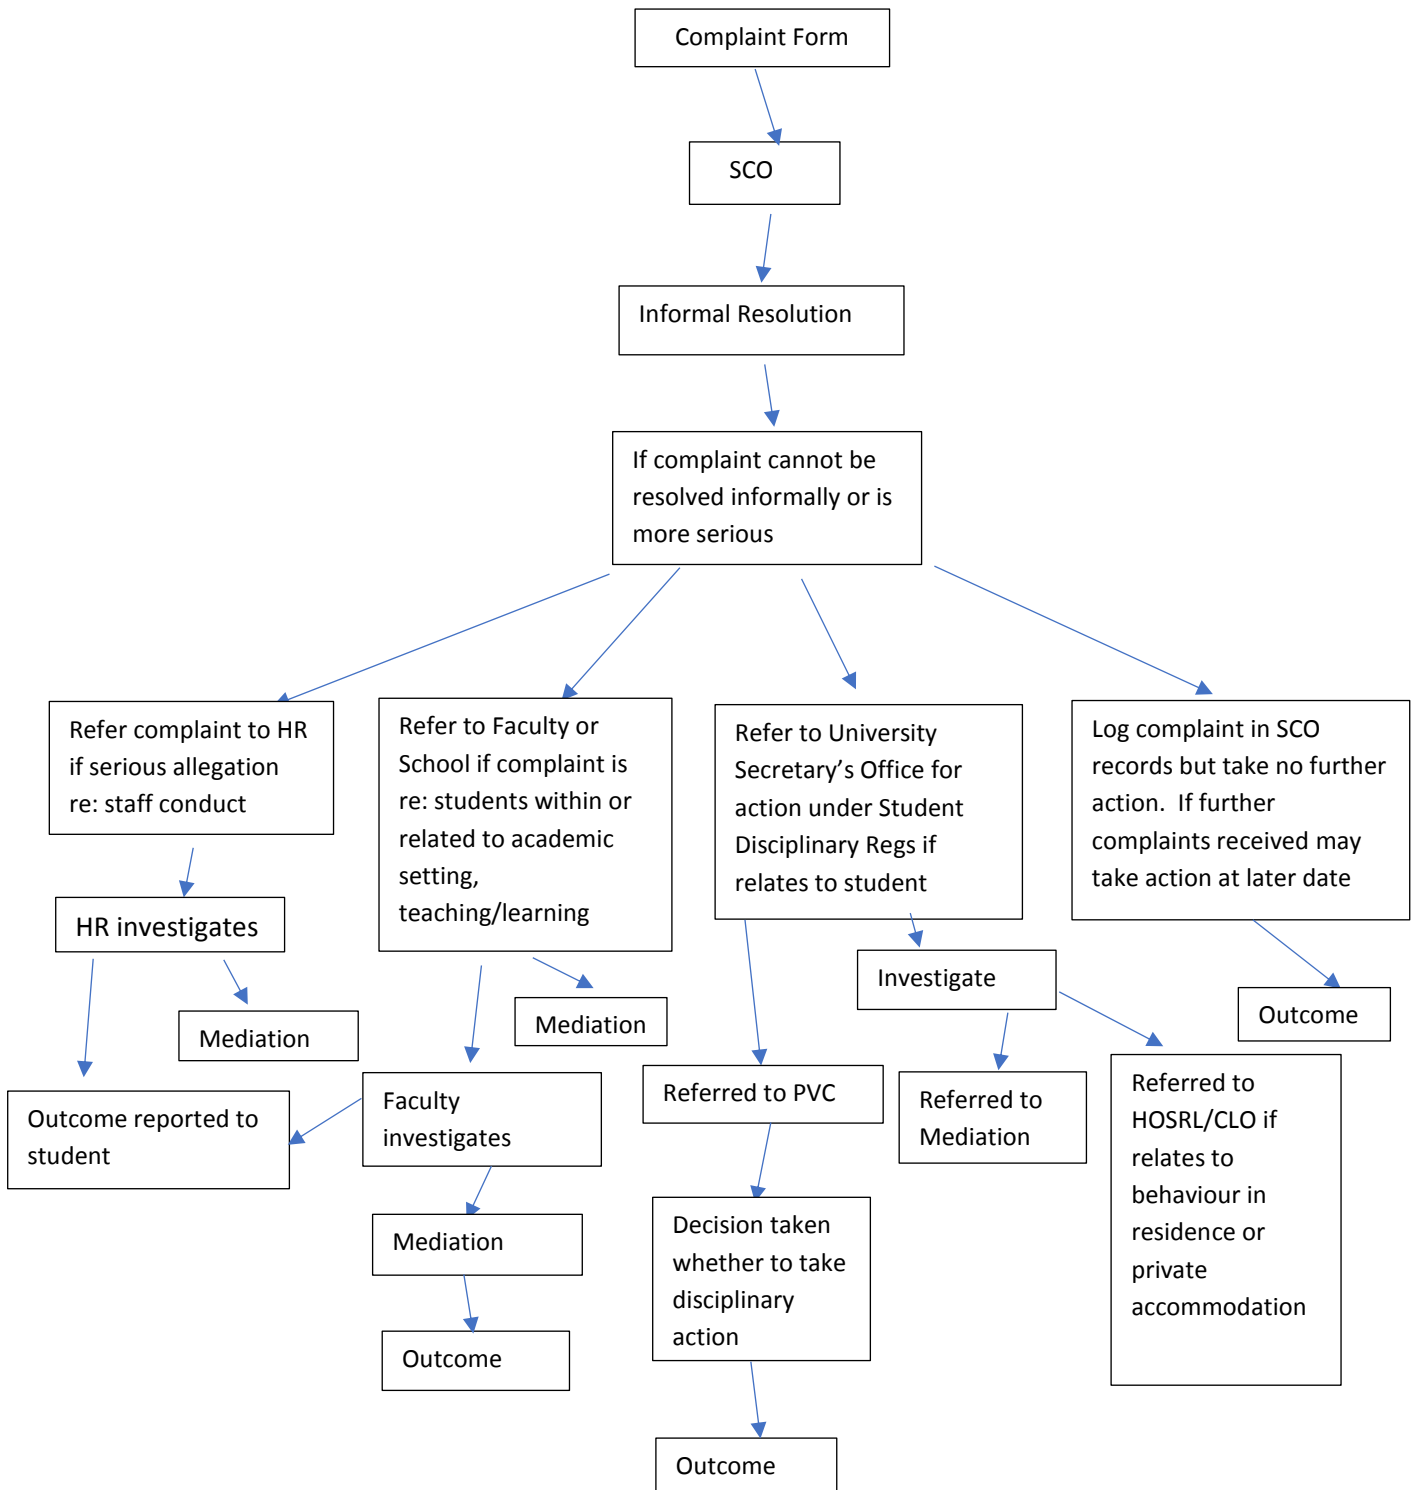 Complaint Form
SCO
Informal Resolution
If complaint cannot be
resolved informally or is
more serious
Refer complaint to HR
if serious allegation
re: staff conduct
Refer to Faculty or
School if complaint is
re: students within or
related to academic
setting,
teaching/learning
Refer to University
Secretary’s Office for
action under Student
Disciplinary Regs if
relates to student
Log complaint in SCO
records but take no further
action.  If further
complaints received may
take action at later date
HR investigates
Mediation
Outcome reported to
student
Mediation
Faculty
investigates
Mediation
Outcome
Referred to PVC
Decision taken
whether to take
disciplinary
action
Outcome
Investigate
Referred to
Mediation
Referred to
HOSRL/CLO if
relates to
behaviour in
residence or
private
accommodation
Outcome